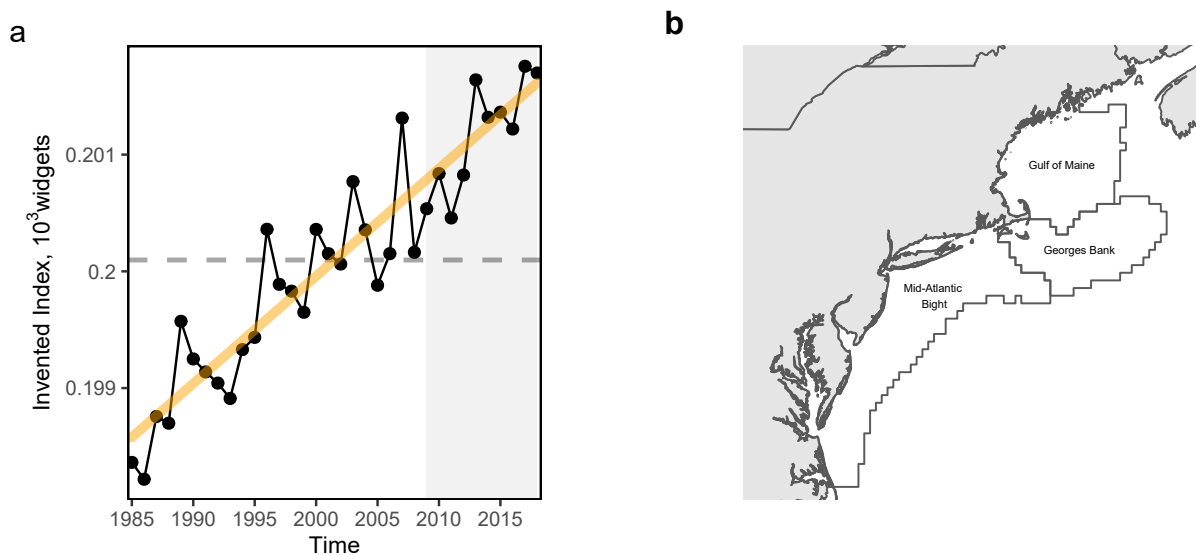 a
Invented Index, 10³widgets
0.201
0.2
0.199
1985 1990 1995 2000 2005 2010 2015
Time
b
Gulf of Maine
Georges Bank
Mid-Atlantic
Bight